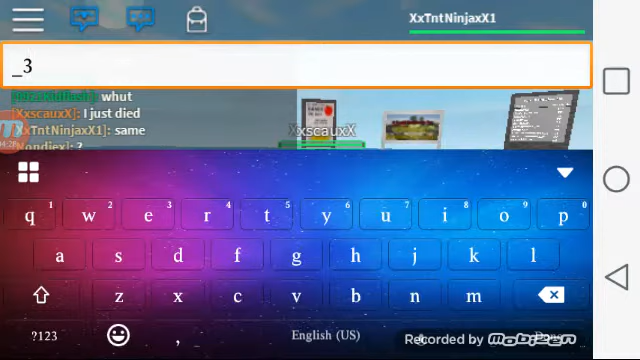 XxTntNinjaxX1
_3
whut
[XxscauxX]: I just died
[XxTntNinjaxX1]: same
[Nondiex]: ?
XxscauxX
1 2 3 4 5 6 7 8 9 0
q w e r t y u i o p
a s d f g h j k l
z x c v b n m
?123 , English (US)
Recorded by mobizen